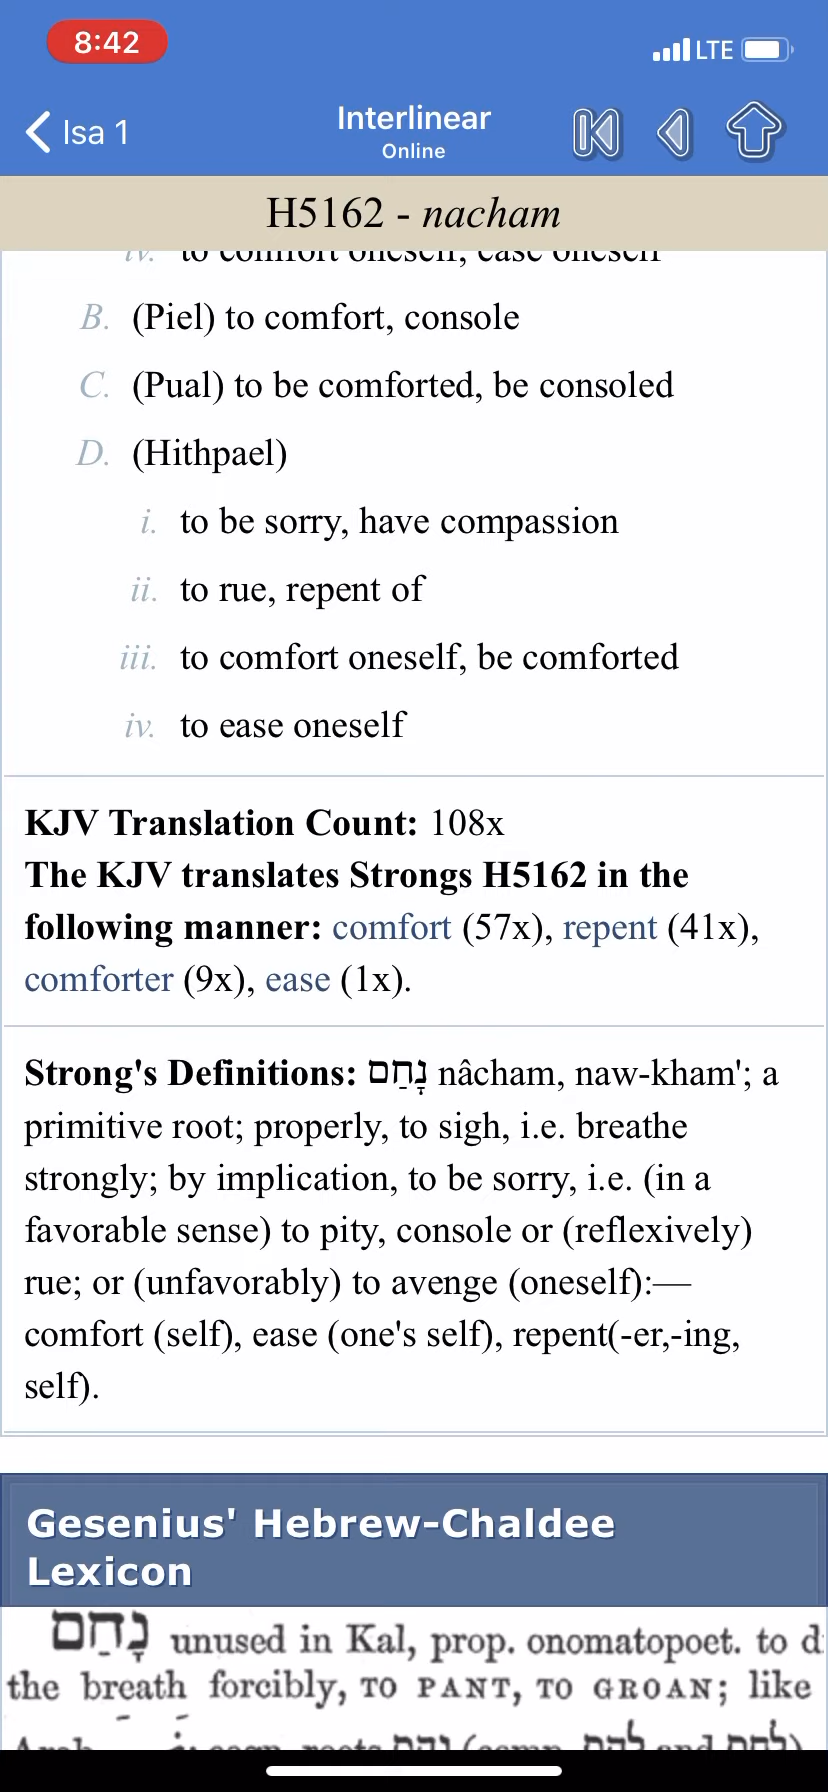 8:42
LTE
Isa 1
Interlinear
Online
H5162 - nacham
iv. to comfort oneself, ease oneself
B. (Piel) to comfort, console
C. (Pual) to be comforted, be consoled
D. (Hithpael)
i. to be sorry, have compassion
ii. to rue, repent of
iii. to comfort oneself, be comforted
iv. to ease oneself
KJV Translation Count: 108x
The KJV translates Strongs H5162 in the
following manner: comfort (57x), repent (41x),
comforter (9x), ease (1x).
Strong's Definitions: נָחַם nâcham, naw-kham'; a
primitive root; properly, to sigh, i.e. breathe
strongly; by implication, to be sorry, i.e. (in a
favorable sense) to pity, console or (reflexively)
rue; or (unfavorably) to avenge (oneself):—
comfort (self), ease (one's self), repent(-er,-ing,
self).
Gesenius' Hebrew-Chaldee
Lexicon
נָחַם unused in Kal, prop. onomatopoet. to
the breath forcibly, TO PANT, TO GROAN; like